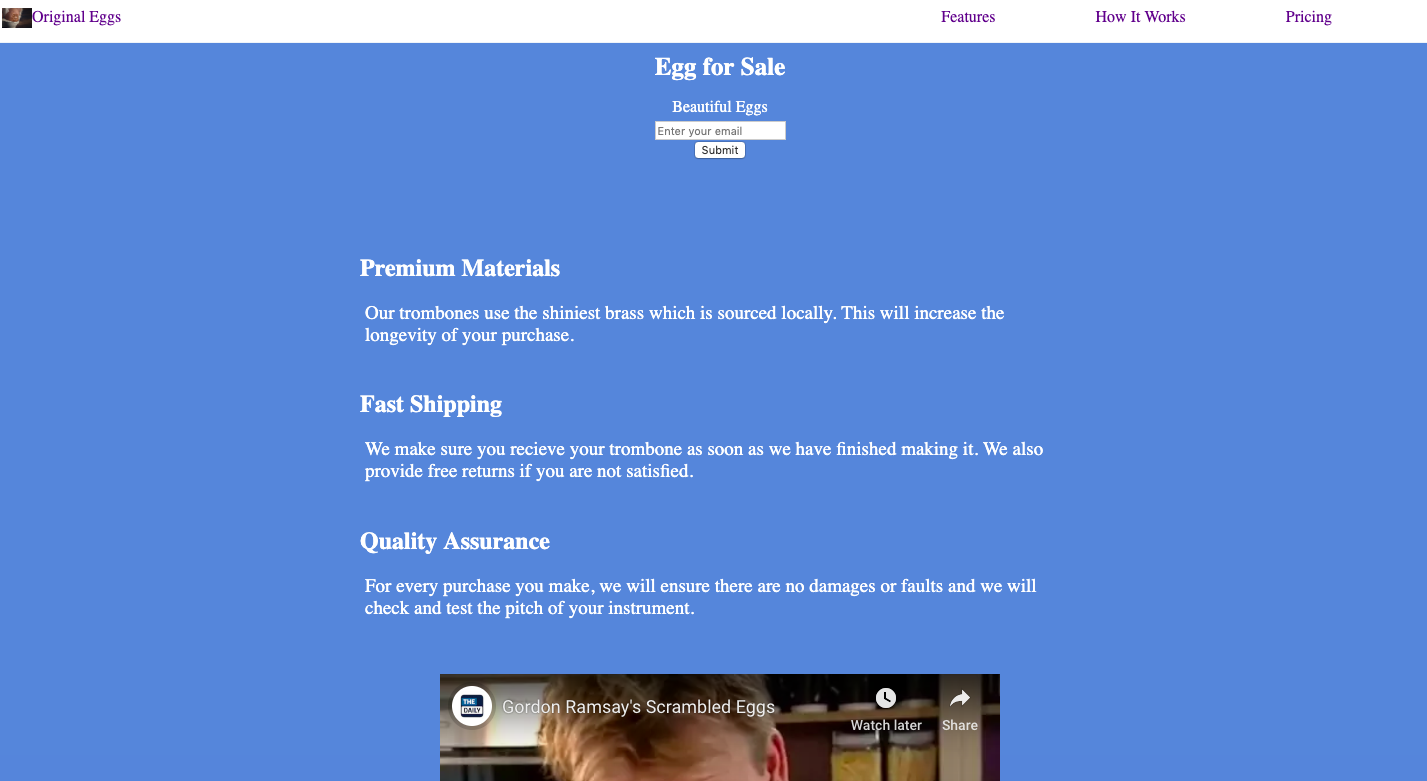 Original Eggs
Features
How It Works
Pricing
Egg for Sale
Beautiful Eggs
Enter your email
Submit
Premium Materials
Our trombones use the shiniest brass which is sourced locally. This will increase the
longevity of your purchase.
Fast Shipping
We make sure you recieve your trombone as soon as we have finished making it. We also
provide free returns if you are not satisfied.
Quality Assurance
For every purchase you make, we will ensure there are no damages or faults and we will
check and test the pitch of your instrument.
THE
DAILY
Gordon Ramsay's Scrambled Eggs
Watch later
Share